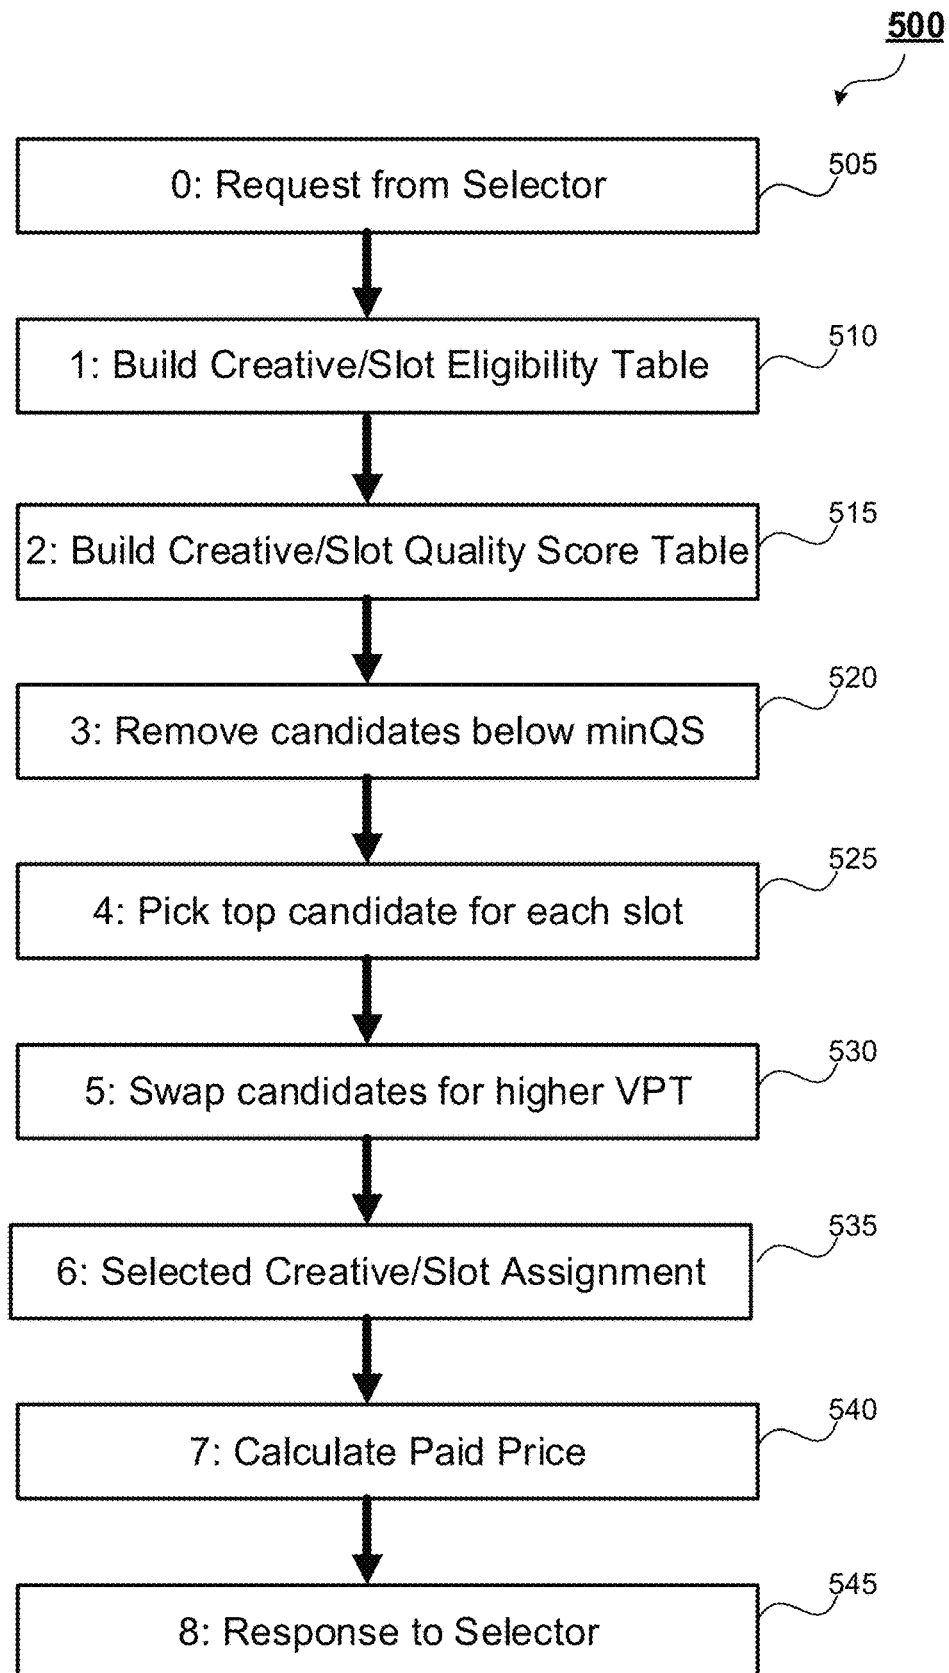 500
0: Request from Selector
505
1: Build Creative/Slot Eligibility Table
510
2: Build Creative/Slot Quality Score Table
515
3: Remove candidates below minQS
520
4: Pick top candidate for each slot
525
5: Swap candidates for higher VPT
530
6: Selected Creative/Slot Assignment
535
7: Calculate Paid Price
540
8: Response to Selector
545